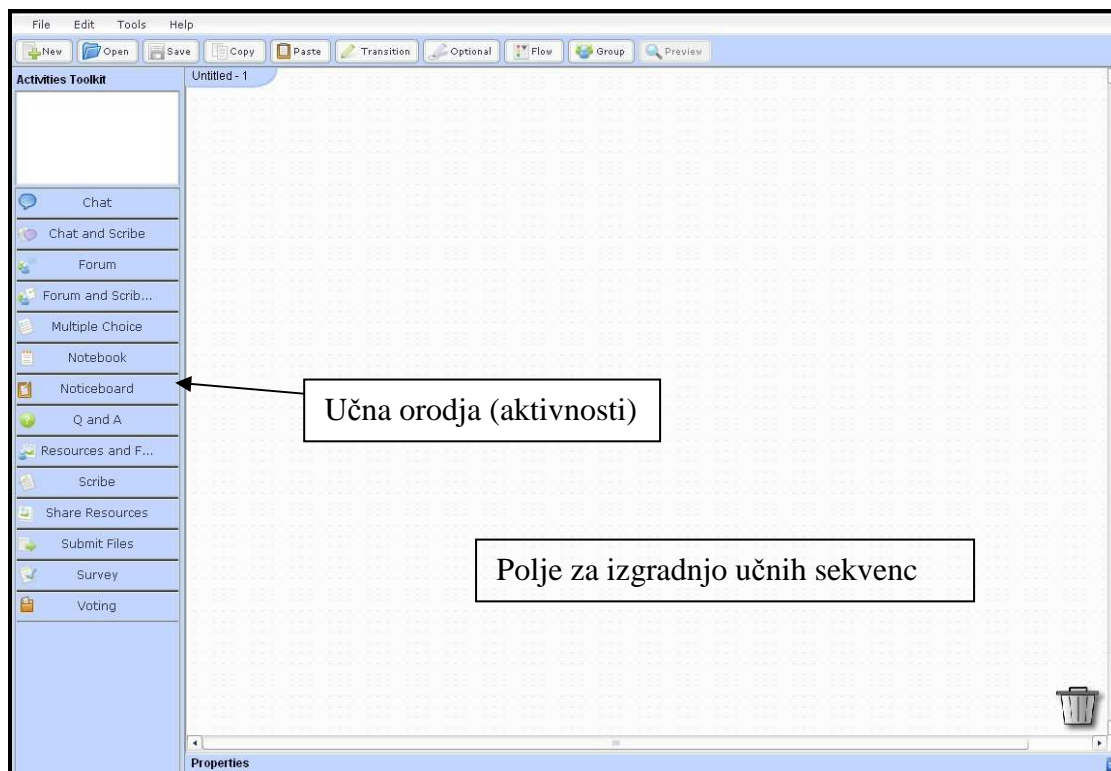 File Edit Tools Help
New Open Save Copy Paste Transition Optional Flow Group Preview
Activities Toolkit
Untitled - 1
Chat
Chat and Scribe
Forum
Forum and Scrib...
Multiple Choice
Notebook
Noticeboard
Q and A
Resources and F...
Scribe
Share Resources
Submit Files
Survey
Voting
Učna orodja (aktivnosti)
Polje za izgradnjo učnih sekvenc
Properties